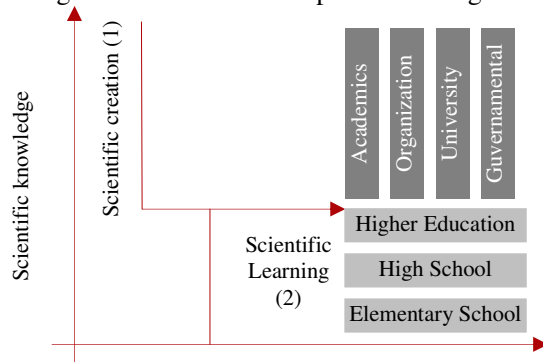 Scientific knowledge
Scientific creation (1)
Academics
Organization
University
Guvernamental
Higher Education
Scientific
Learning
(2)
High School
Elementary School